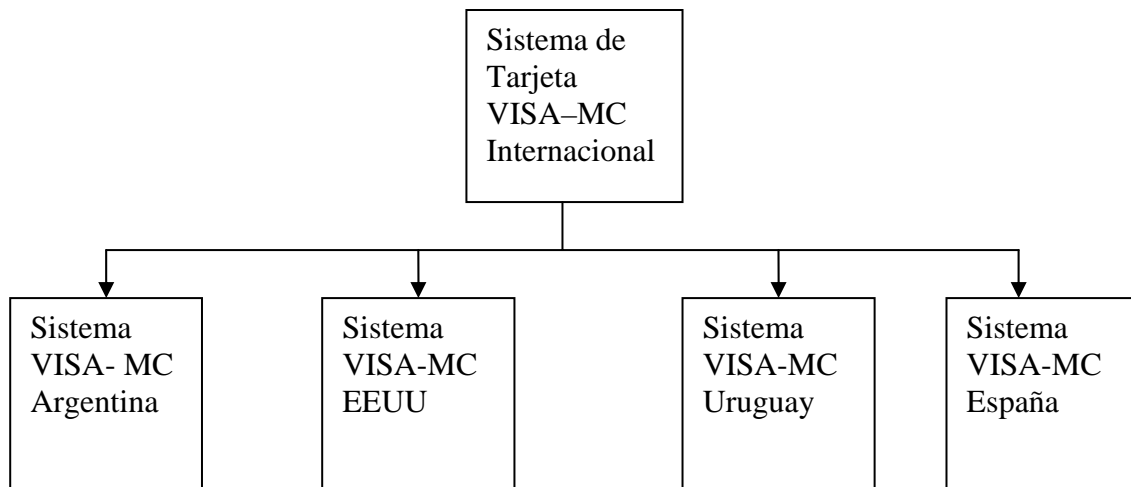 Sistema de
Tarjeta
VISA–MC
Internacional
Sistema
VISA- MC
Argentina
Sistema
VISA-MC
EEUU
Sistema
VISA-MC
Uruguay
Sistema
VISA-MC
España